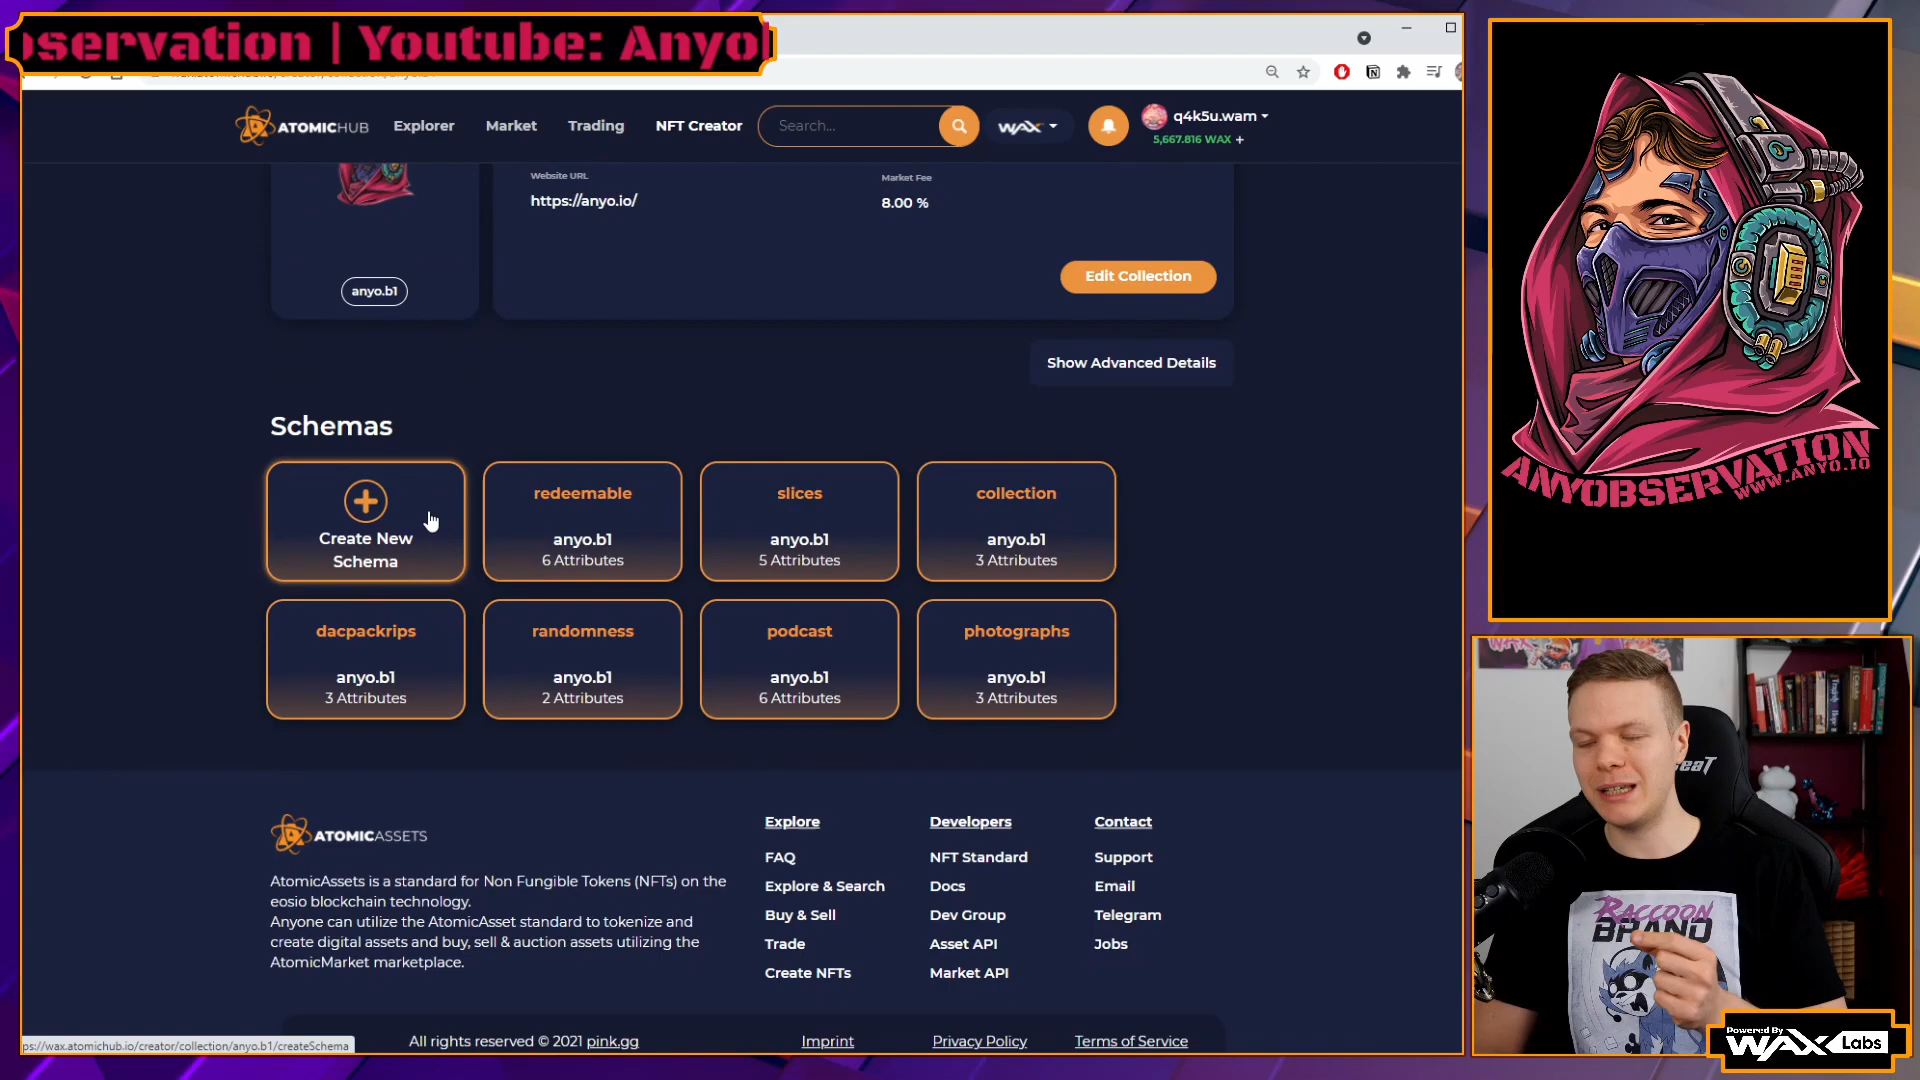 servation | Youtube: Anyo
ATOMICHUB
Explorer
Market
Trading
NFT Creator
Search...
WAX
q4k5u.wam
5,667.816 WAX +
Website URL
https://anyo.io/
Market Fee
8.00 %
anyo.b1
Edit Collection
Show Advanced Details
Schemas
Create New
Schema
redeemable
anyo.b1
6 Attributes
slices
anyo.b1
5 Attributes
collection
anyo.b1
3 Attributes
dacpackrips
anyo.b1
3 Attributes
randomness
anyo.b1
2 Attributes
podcast
anyo.b1
6 Attributes
photographs
anyo.b1
3 Attributes
ATOMICASSETS
AtomicAssets is a standard for Non Fungible Tokens (NFTs) on the
eosio blockchain technology.
Anyone can utilize the AtomicAsset standard to tokenize and
create digital assets and buy, sell & auction assets utilizing the
AtomicMarket marketplace.
Explore
FAQ
Explore & Search
Buy & Sell
Trade
Create NFTs
Developers
NFT Standard
Docs
Dev Group
Asset API
Market API
Contact
Support
Email
Telegram
Jobs
All rights reserved © 2021 pink.gg
Imprint
Privacy Policy
Terms of Service
ps://wax.atomichub.io/creator/collection/anyo.b1/createSchema
ANYOBSERVATION
WWW.ANYO.IO
RACCOON
BRAND
Powered By
WAX Labs